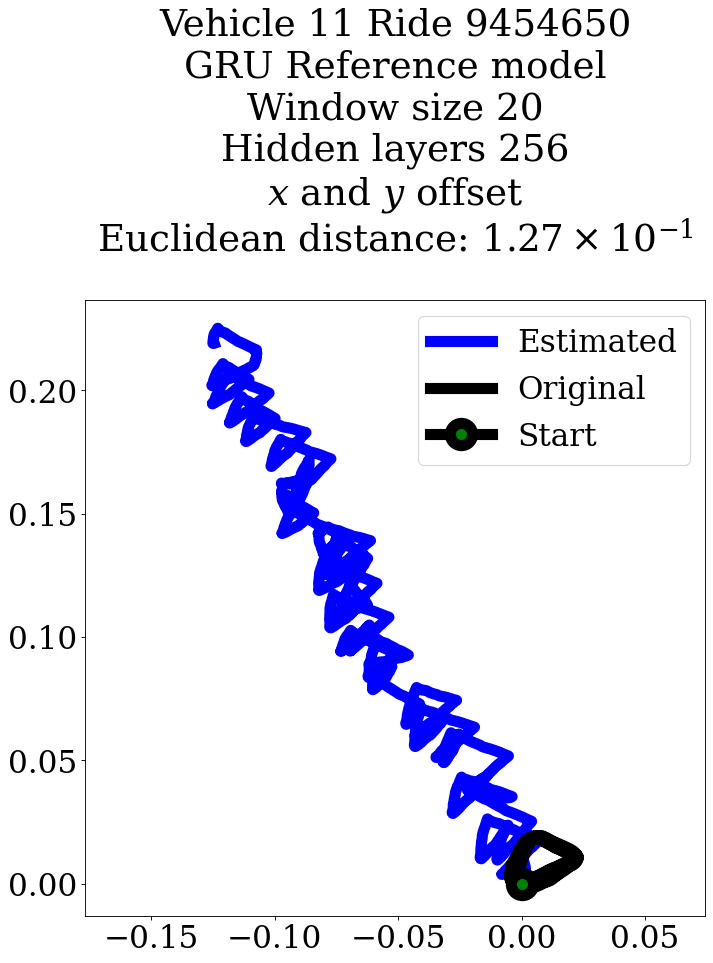 Vehicle 11 Ride 9454650
GRU Reference model
Window size 20
Hidden layers 256
x and y offset
Euclidean distance: 1.27 × 10⁻¹
Estimated
Original
Start
0.20
0.15
0.10
0.05
0.00
−0.15 −0.10 −0.05 0.00 0.05